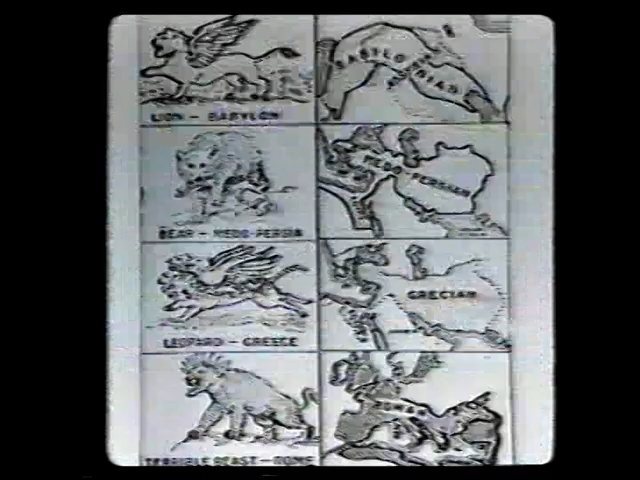 LION - BABYLON
BABYLONIAN
BEAR - MEDO-PERSIA
MEDO-PERSIAN
LEOPARD - GREECE
GRECIAN
TERRIBLE BEAST - ROME